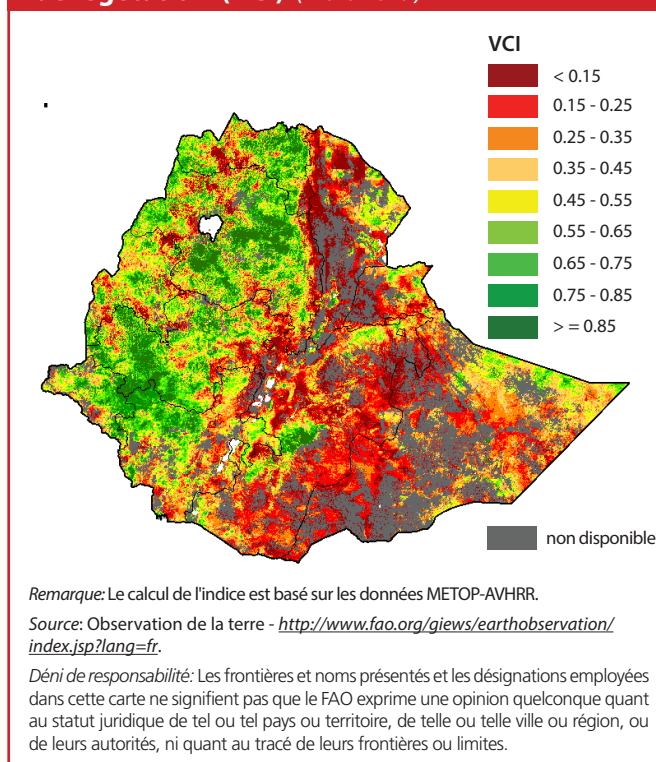 VCI
< 0.15
0.15 - 0.25
0.25 - 0.35
0.35 - 0.45
0.45 - 0.55
0.55 - 0.65
0.65 - 0.75
0.75 - 0.85
> = 0.85
non disponible
Remarque: Le calcul de l'indice est basé sur les données METOP-AVHRR.
Source: Observation de la terre - http://www.fao.org/giews/earthobservation/
index.jsp?lang=fr.
Déni de responsabilité: Les frontières et noms présentés et les désignations employées
dans cette carte ne signifient pas que le FAO exprime une opinion quelconque quant
au statut juridique de tel ou tel pays ou territoire, de telle ou telle ville ou région, ou
de leurs autorités, ni quant au tracé de leurs frontières ou limites.